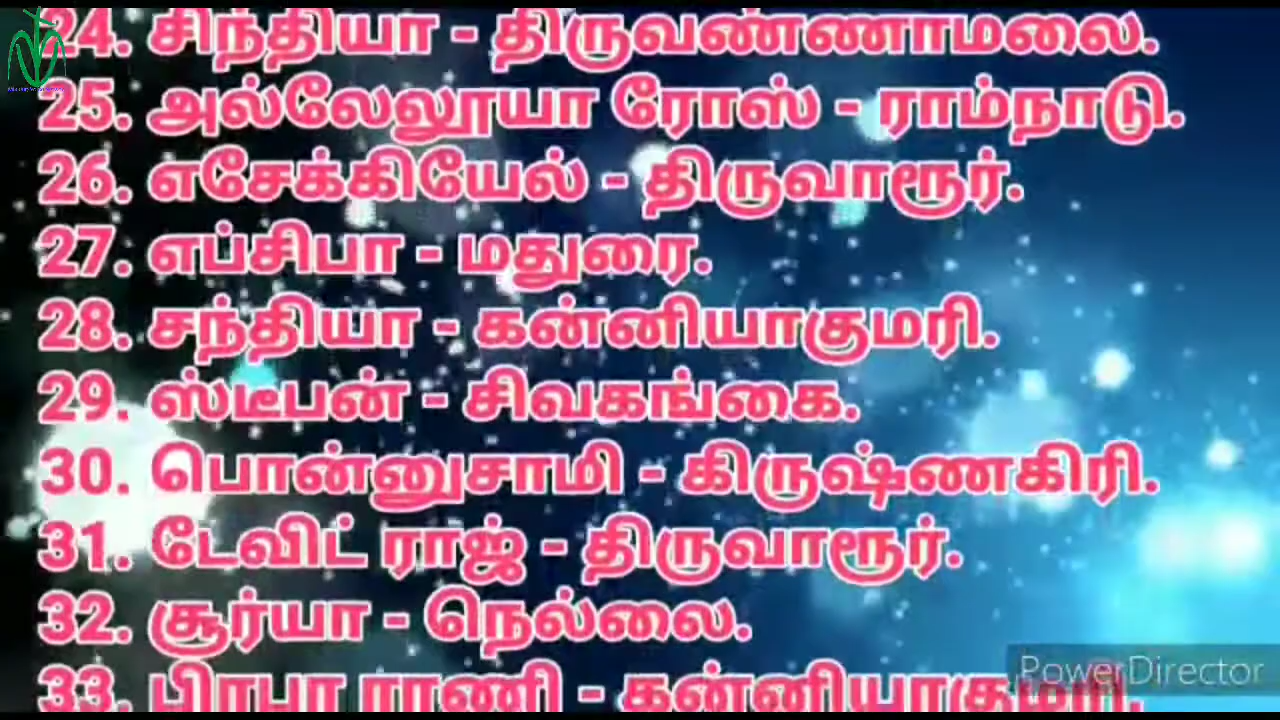 24. சிந்தியா - திருவண்ணாமலை.
25. அல்லேலூயா ரோஸ் - ராம்நாடு.
26. எசேக்கியேல் - திருவாரூர்.
27. எப்சிபா - மதுரை.
28. சந்தியா - கன்னியாகுமரி.
29. ஸ்டீபன் - சிவகங்கை.
30. பொன்னுசாமி - கிருஷ்ணகிரி.
31. டேவிட் ராஜ் - திருவாரூர்.
32. சூர்யா - நெல்லை.
33. பிரபா ராணி - கன்னியாகுமரி.
PowerDirector